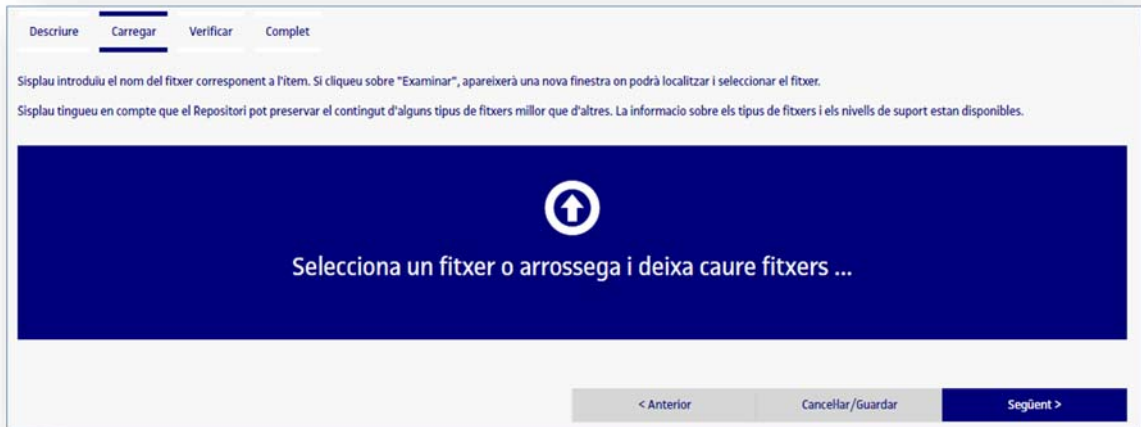 Descriure Carregar Verificar Complet
Sisplau introduïu el nom del fitxer corresponent a l'ítem. Si cliqueu sobre "Examinar", apareixerà una nova finestra on podrà localitzar i seleccionar el fitxer.
Sisplau tingueu en compte que el Repositori pot preservar el contingut d'alguns tipus de fitxers millor que d'altres. La informacio sobre els tipus de fitxers i els nivells de suport estan disponibles.
Selecciona un fitxer o arrossega i deixa caure fitxers ...
< Anterior Cancel·lar/Guardar Següent >